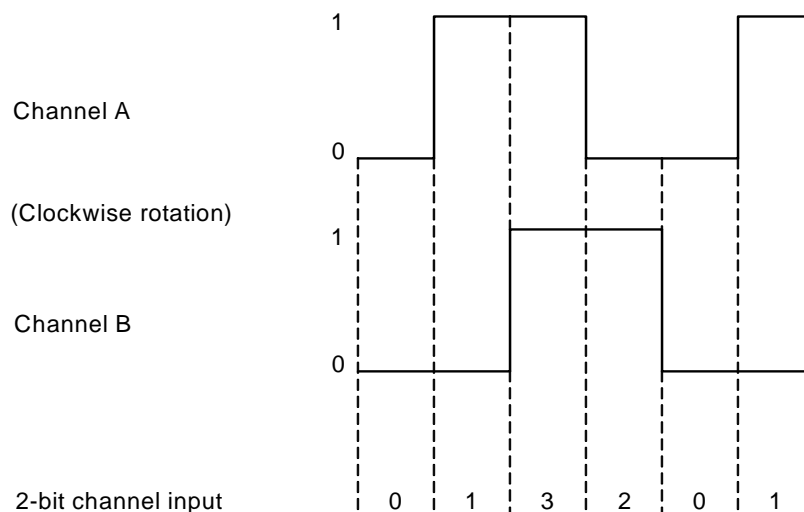 1
Channel A
0
(Clockwise rotation)
1
Channel B
0
2-bit channel input 0 1 3 2 0 1